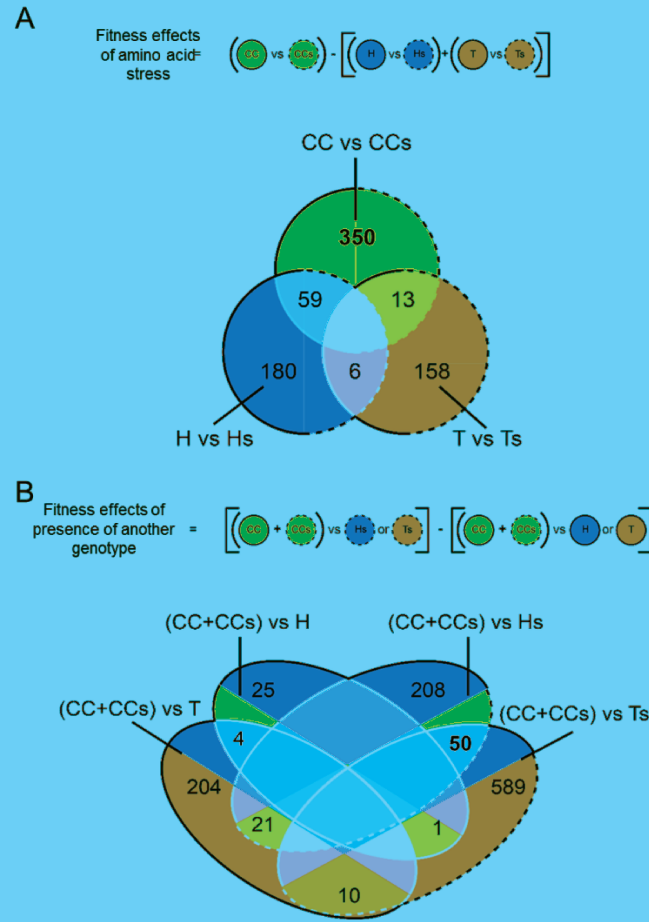 A
Fitness effects
of amino acid=
stress
(CC vs CCs) - [(H vs Hs) + (T vs Ts)]
CC vs CCs
350
59
13
180
6
158
H vs Hs
T vs Ts
B
Fitness effects of
presence of another
genotype
= [(CC + CCs) vs Hs or Ts] - [(CC + CCs) vs H or T]
(CC+CCs) vs H
(CC+CCs) vs Hs
(CC+CCs) vs T
(CC+CCs) vs Ts
25
208
4
50
204
589
21
1
10